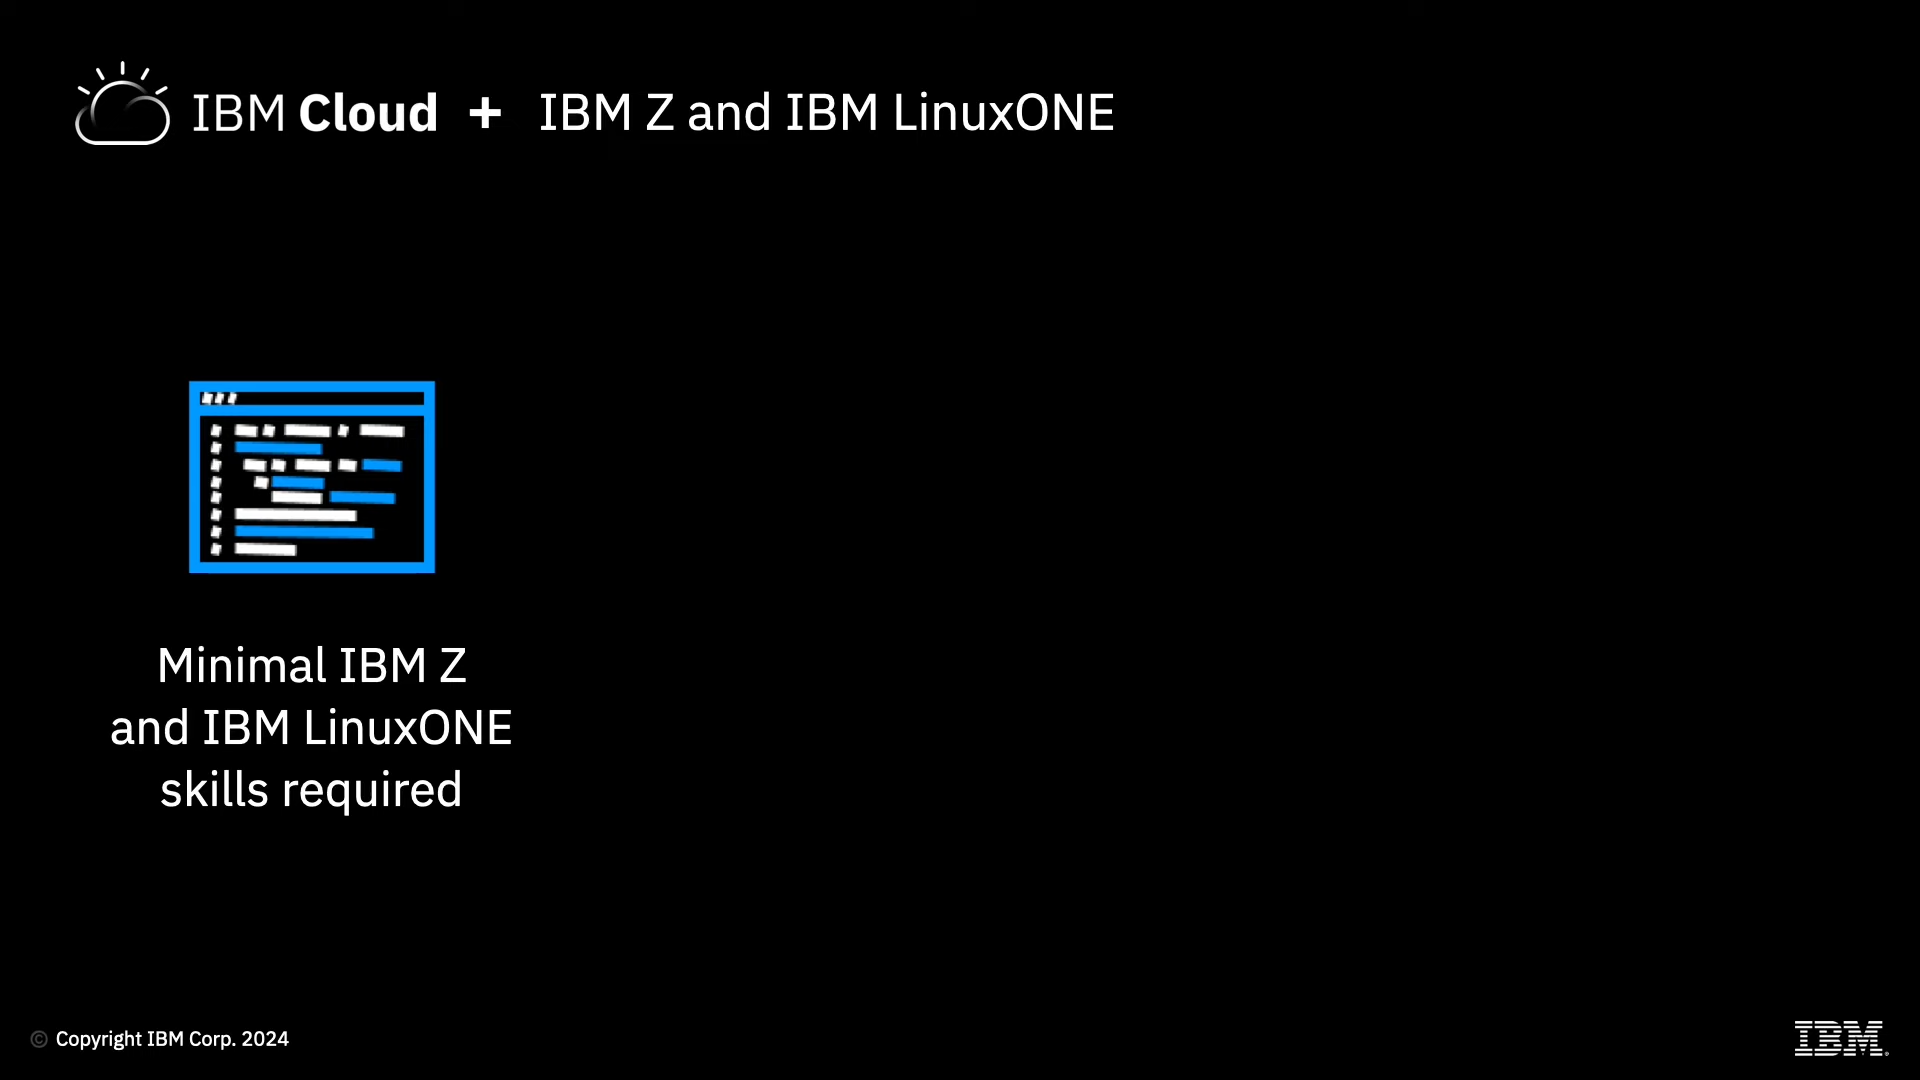 IBM Cloud + IBM Z and IBM LinuxONE
Minimal IBM Z
and IBM LinuxONE
skills required
© Copyright IBM Corp. 2024
IBM®